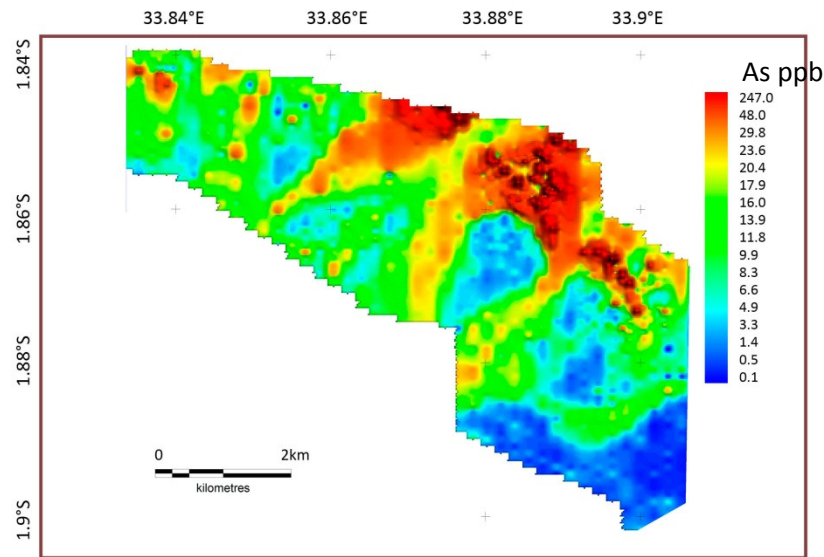 33.84°E 33.86°E 33.88°E 33.9°E
1.84°S
As ppb
247.0
48.0
29.8
23.6
20.4
17.9
16.0
13.9
11.8
9.9
8.3
6.6
4.9
3.3
1.4
0.5
0.1
1.86°S
1.88°S
1.9°S
0 2km
kilometres